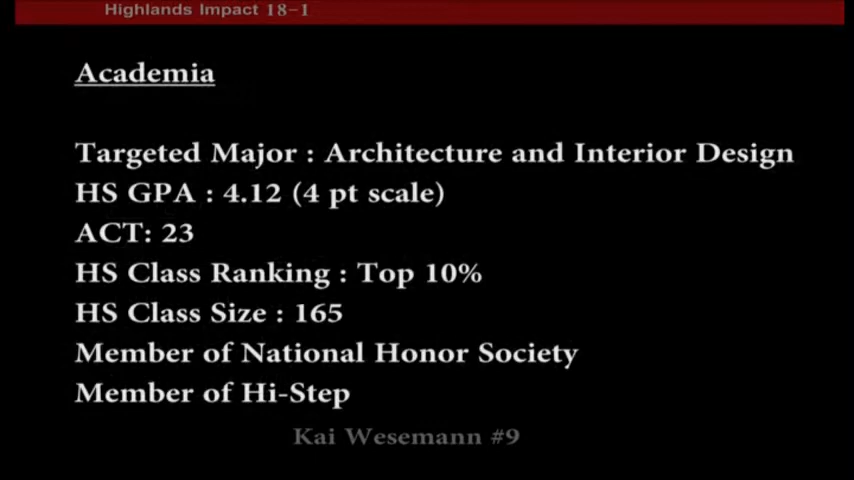 Highlands Impact 18-1
Academia
Targeted Major : Architecture and Interior Design
HS GPA : 4.12 (4 pt scale)
ACT: 23
HS Class Ranking : Top 10%
HS Class Size : 165
Member of National Honor Society
Member of Hi-Step
Kai Wesemann #9